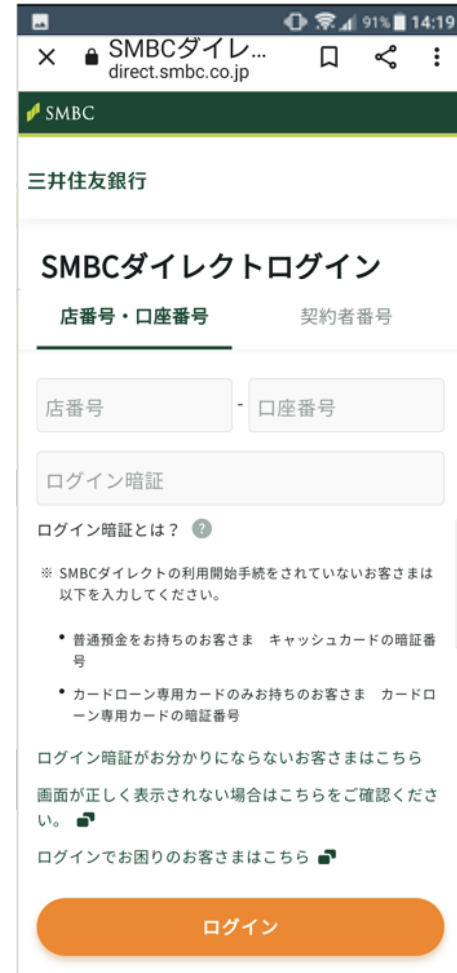 91% 14:19
SMBCダイレ...
direct.smbc.co.jp
SMBC
三井住友銀行
SMBCダイレクトログイン
店番号・口座番号 契約者番号
店番号 - 口座番号
ログイン暗証
ログイン暗証とは？ ?
※ SMBCダイレクトの利用開始手続をされていないお客さまは
以下を入力してください。
• 普通預金をお持ちのお客さま　キャッシュカードの暗証番
号
• カードローン専用カードのみお持ちのお客さま　カードロ
ーン専用カードの暗証番号
ログイン暗証がお分かりにならないお客さまはこちら
画面が正しく表示されない場合はこちらをご確認くださ
い。
ログインでお困りのお客さまはこちら
ログイン